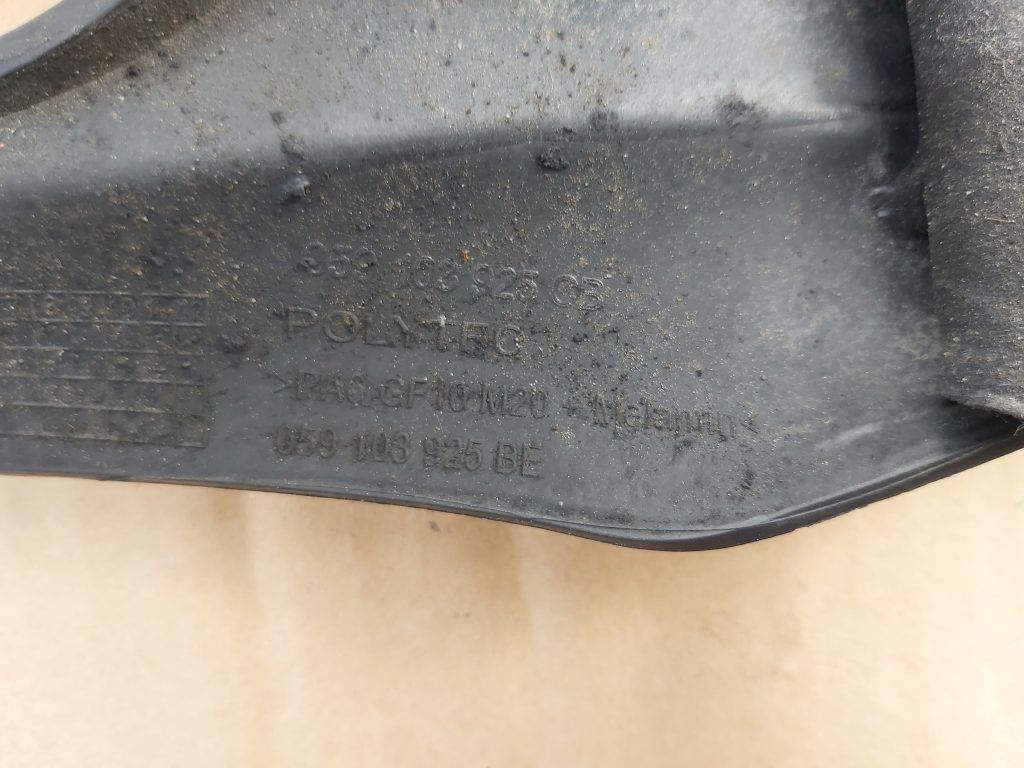 059 103 925 CB
POLYTEC
>PA6-GF10-M20 + Melamin<
059 103 925 BE